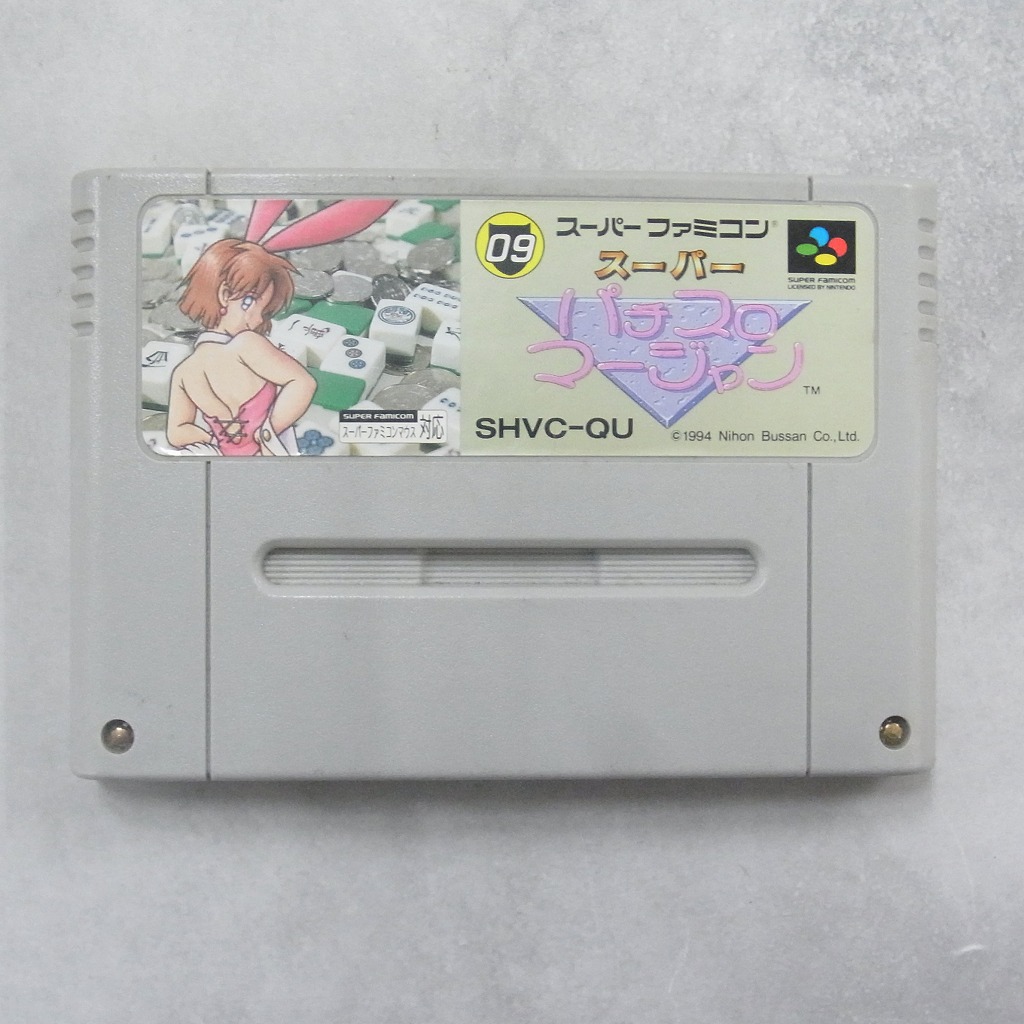 09
スーパーファミコン®
スーパー
パチスロ
マージャン
TM
SUPER FAMICOM
LICENSED BY NINTENDO
SUPER FAMICOM
スーパーファミコンマウス 対応
SHVC-QU
©1994 Nihon Bussan Co.,Ltd.